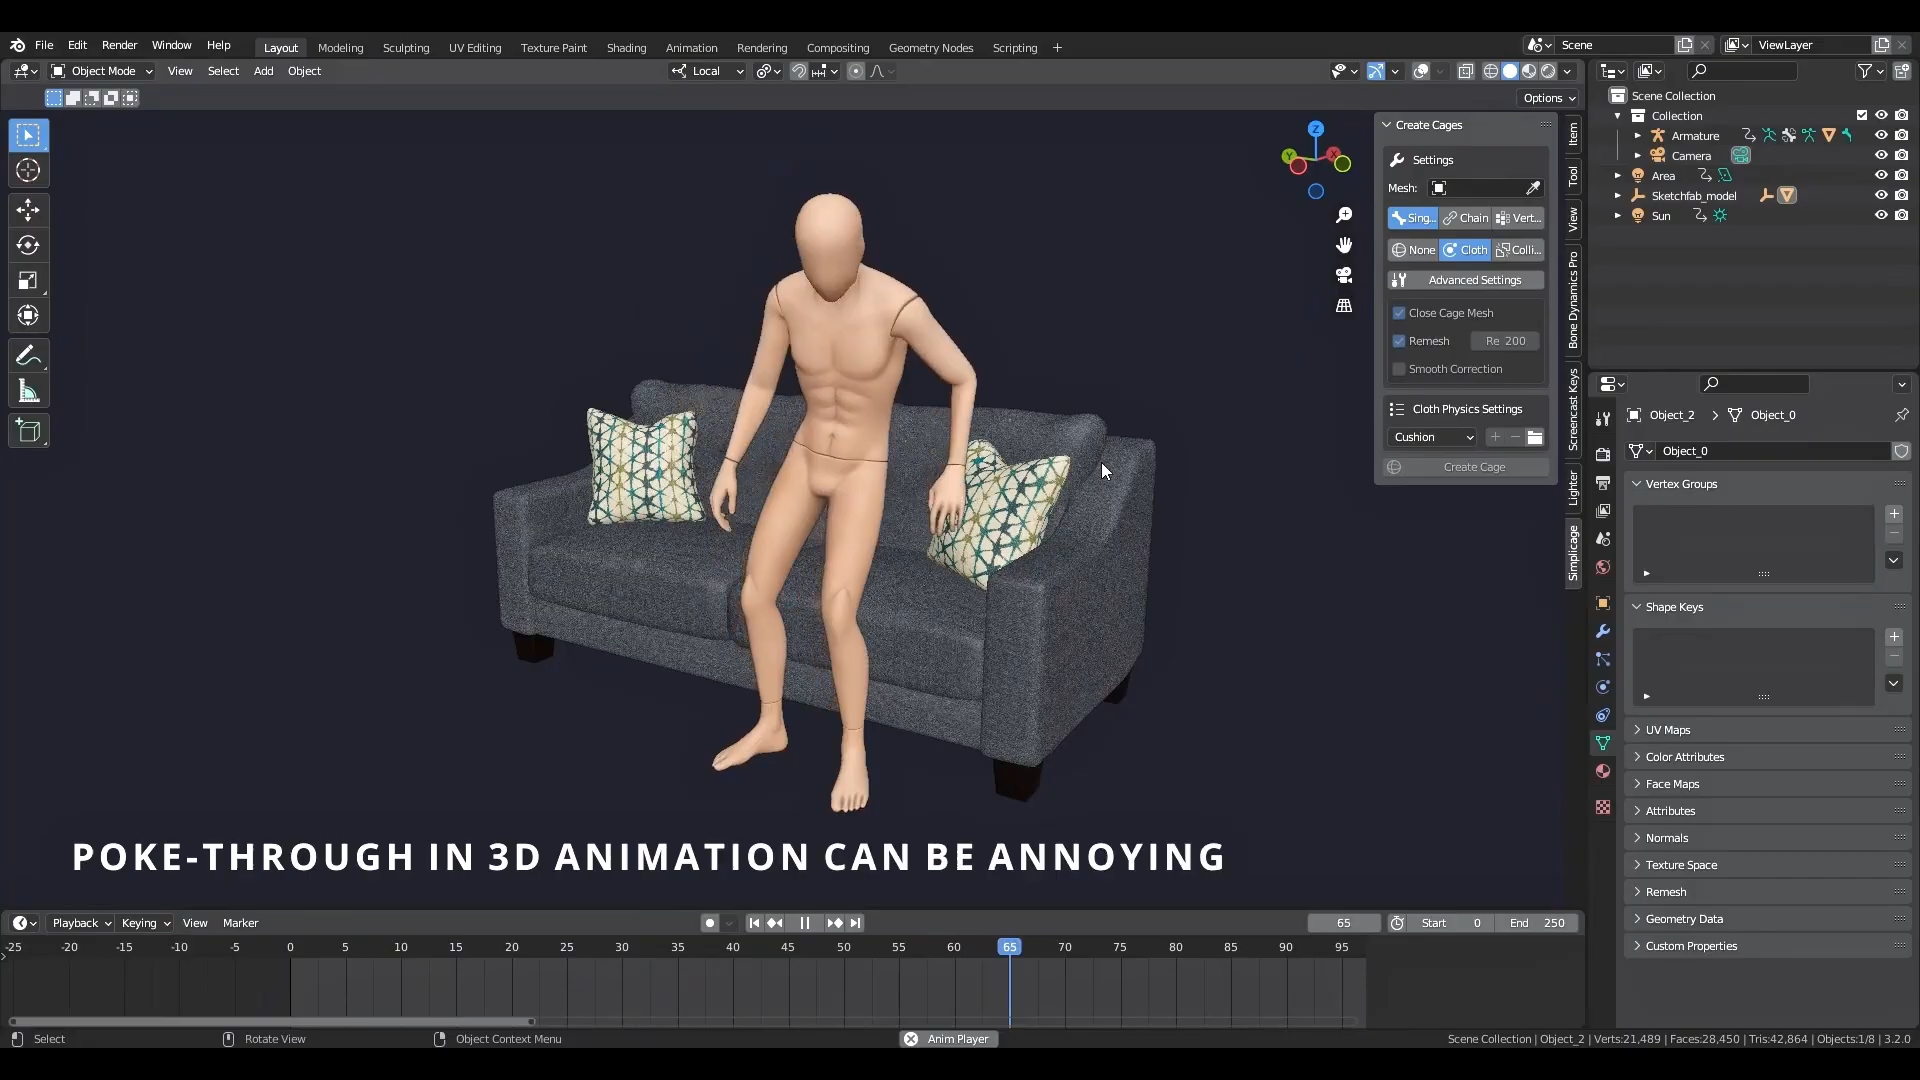 File Edit Render Window Help Layout Modeling Sculpting UV Editing Texture Paint Shading Animation Rendering Compositing Geometry Nodes Scripting + Scene ViewLayer
Object Mode View Select Add Object Local
Options
Create Cages
Settings
Mesh:
Sing... Chain Vert...
None Cloth Colli...
Advanced Settings
Close Cage Mesh
Remesh Re 200
Smooth Correction
Cloth Physics Settings
Cushion
Create Cage
Item
Tool
View
Bone Dynamics Pro
Screencast Keys
Lighter
Simplicage
Z
Y
X
Scene Collection
Collection
Armature
Camera
Area
Sketchfab_model
Sun
Object_2 > Object_0
Object_0
Vertex Groups
Shape Keys
UV Maps
Color Attributes
Face Maps
Attributes
Normals
Texture Space
Remesh
Geometry Data
Custom Properties
POKE-THROUGH IN 3D ANIMATION CAN BE ANNOYING
Playback Keying View Marker 65 Start 0 End 250
-25 -20 -15 -10 -5 0 5 10 15 20 25 30 35 40 45 50 55 60 65 70 75 80 85 90 95
Select Rotate View Object Context Menu Anim Player Scene Collection | Object_2 | Verts:21,489 | Faces:28,450 | Tris:42,864 | Objects:1/8 | 3.2.0